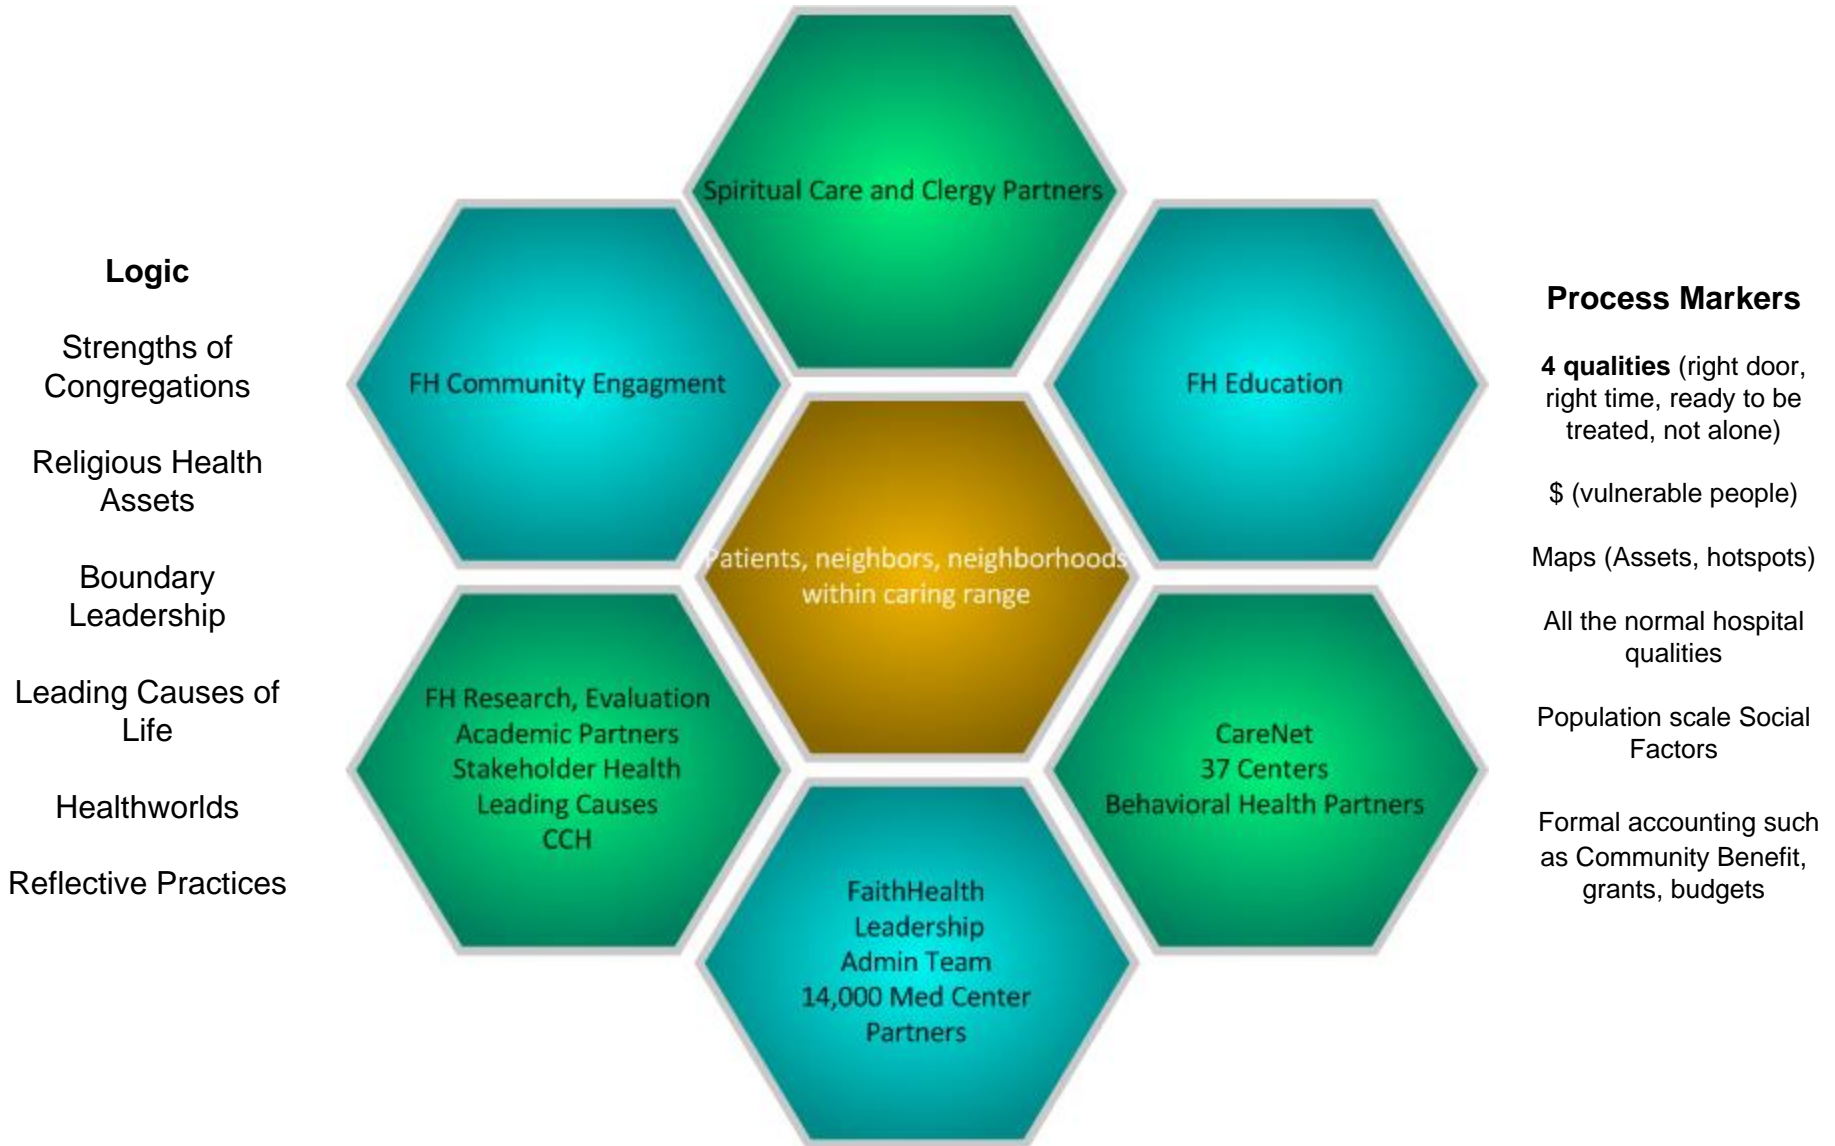 Logic
Strengths of
Congregations
Religious Health
Assets
Boundary
Leadership
Leading Causes of
Life
Healthworlds
Reflective Practices
Spiritual Care and Clergy Partners
FH Community Engagment
FH Education
Patients, neighbors, neighborhoods
within caring range
FH Research, Evaluation
Academic Partners
Stakeholder Health
Leading Causes
CCH
CareNet
37 Centers
Behavioral Health Partners
FaithHealth
Leadership
Admin Team
14,000 Med Center
Partners
Process Markers
4 qualities (right door,
right time, ready to be
treated, not alone)
$ (vulnerable people)
Maps (Assets, hotspots)
All the normal hospital
qualities
Population scale Social
Factors
Formal accounting such
as Community Benefit,
grants, budgets